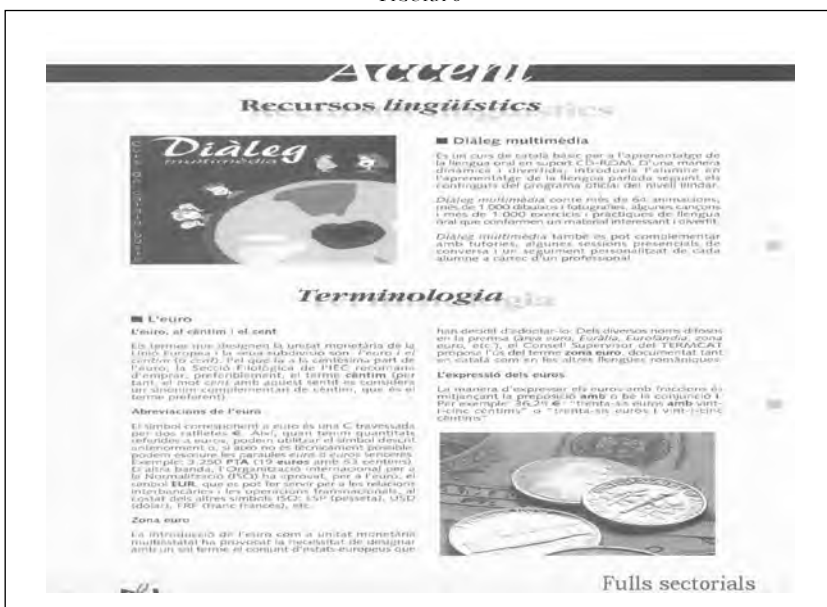 Accent
Recursos lingüístics
Diàleg
multimèdia
Diàleg multimèdia
És un curs de català bàsic per a l'aprenentatge de
la llengua oral en suport CD-ROM. D'una manera
dinàmica i divertida, introdueix l'alumne en
l'aprenentatge de la llengua parlada seguint els
continguts del programa oficial del nivell llindar.
Diàleg multimèdia conté més de 64 animacions,
més de 1.000 dibuixos i fotografies, algunes cançons
i més de 1.000 exercicis i pràctiques de llengua
oral que conformen un material interessant i divertit.
Diàleg multimèdia també es pot complementar
amb tutories, algunes sessions presencials de
conversa i un seguiment personalitzat de cada
alumne a càrrec d'un professional
Terminologia
L'euro
L'euro, el cèntim i el cent
Els termes que designen la unitat monetària de la
Unió Europea i la seua subdivisió són: l'euro i el
cèntim (o cent). Pel que fa a la centèsima part de
l'euro, la Secció Filològica de l'IEC recomana
d'emprar, preferiblement, el terme cèntim (per
tant, el mot cent amb aquest sentit es considera
un sinònim complementari de cèntim, que és el
terme preferent).
Abreviacions de l'euro
El símbol corresponent a euro és una C travessada
per dos ratlletes €. Així, quan tenim quantitats
referides a euros, podem utilitzar el símbol descrit
anteriorment o, si això no és tècnicament possible,
podem escriure les paraules euro o euros senceres.
Exemple: 3.250 PTA (19 euros amb 53 cèntims).
D'altra banda, l'Organització Internacional per a
la Normalització (ISO) ha aprovat, per a l'euro, el
símbol EUR, que es pot fer servir per a les relacions
interbancàries i les operacions transnacionals, al
costat dels altres símbols ISO: ESP (pesseta), USD
(dòlar), FRF (franc francés), etc.
Zona euro
La introducció de l'euro com a unitat monetària
multiestatal ha provocat la necessitat de designar
amb un sol terme el conjunt d'estats europeus que
han decidit d'adoptar-lo. Dels diversos noms difosos
en la premsa (àrea euro, Euràlia, Eurolàndia, zona
euro, etc.), el Consell Supervisor del TERMCAT
proposa l'ús del terme zona euro, documentat tant
en català com en les altres llengües romàniques.
L'expressió dels euros
La manera d'expressar els euros amb fraccions és
mitjançant la preposició amb o bé la conjunció i.
Per exemple: 36,25 €: "trenta-sis euros amb vint-
i-cinc cèntims" o "trenta-sis euros i vint-i-cinc
cèntims"
Fulls sectorials